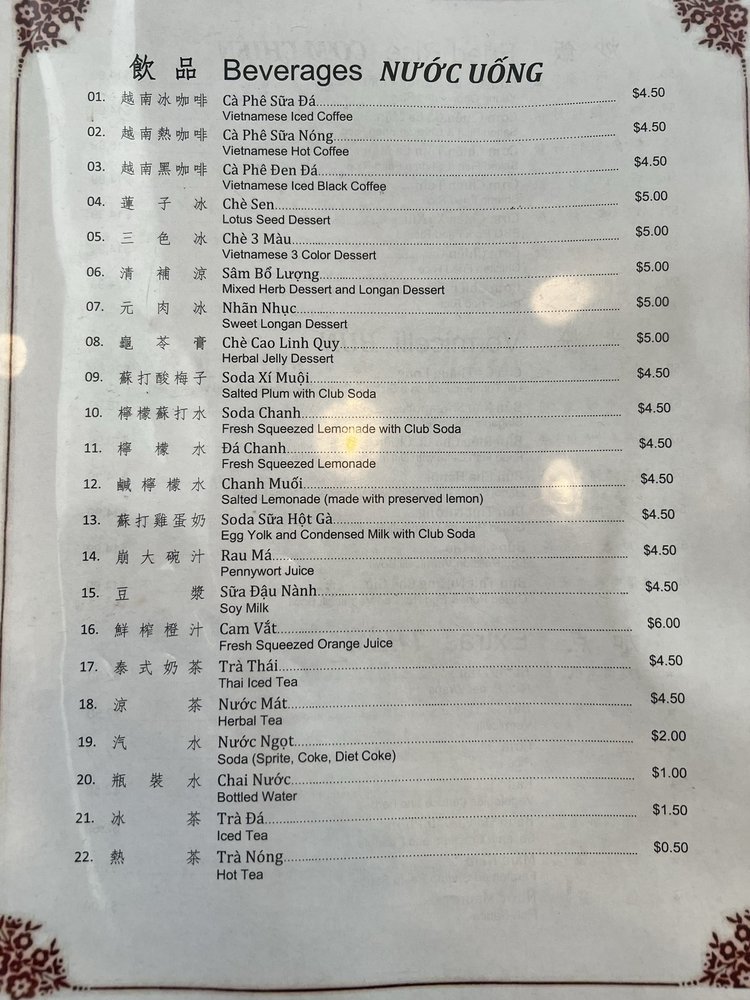 飲品 Beverages NƯỚC UỐNG
01. 越南冰咖啡 Cà Phê Sữa Đá $4.50
Vietnamese Iced Coffee
02. 越南熱咖啡 Cà Phê Sữa Nóng $4.50
Vietnamese Hot Coffee
03. 越南黑咖啡 Cà Phê Đen Đá $4.50
Vietnamese Iced Black Coffee
04. 蓮子冰 Chè Sen $5.00
Lotus Seed Dessert
05. 三色冰 Chè 3 Màu $5.00
Vietnamese 3 Color Dessert
06. 清補涼 Sâm Bổ Lượng $5.00
Mixed Herb Dessert and Longan Dessert
07. 元肉冰 Nhãn Nhục $5.00
Sweet Longan Dessert
08. 龜苓膏 Chè Cao Linh Quy $5.00
Herbal Jelly Dessert
09. 蘇打酸梅子 Soda Xí Muội $4.50
Salted Plum with Club Soda
10. 檸檬蘇打水 Soda Chanh $4.50
Fresh Squeezed Lemonade with Club Soda
11. 檸檬水 Đá Chanh $4.50
Fresh Squeezed Lemonade
12. 鹹檸檬水 Chanh Muối $4.50
Salted Lemonade (made with preserved lemon)
13. 蘇打雞蛋奶 Soda Sữa Hột Gà $4.50
Egg Yolk and Condensed Milk with Club Soda
14. 崩大碗汁 Rau Má $4.50
Pennywort Juice
15. 豆漿 Sữa Đậu Nành $4.50
Soy Milk
16. 鮮榨橙汁 Cam Vắt $6.00
Fresh Squeezed Orange Juice
17. 泰式奶茶 Trà Thái $4.50
Thai Iced Tea
18. 涼茶 Nước Mát $4.50
Herbal Tea
19. 汽水 Nước Ngọt $2.00
Soda (Sprite, Coke, Diet Coke)
20. 瓶裝水 Chai Nước $1.00
Bottled Water
21. 冰茶 Trà Đá $1.50
Iced Tea
22. 熱茶 Trà Nóng $0.50
Hot Tea